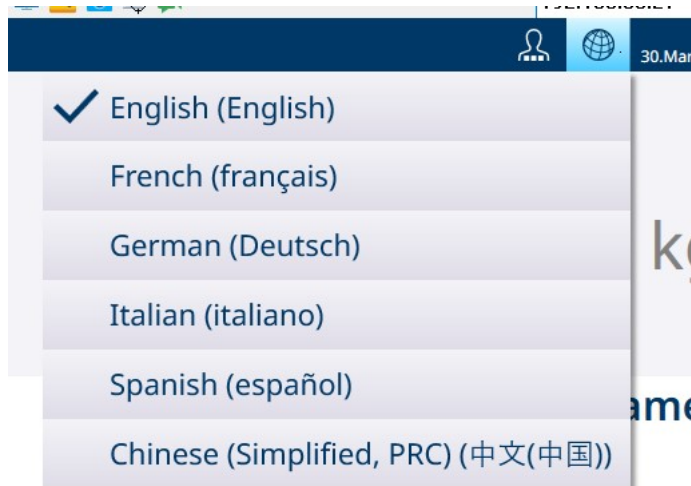 30.Mar
English (English)
French (français)
German (Deutsch)
Italian (italiano)
Spanish (español)
Chinese (Simplified, PRC) (中文(中国))